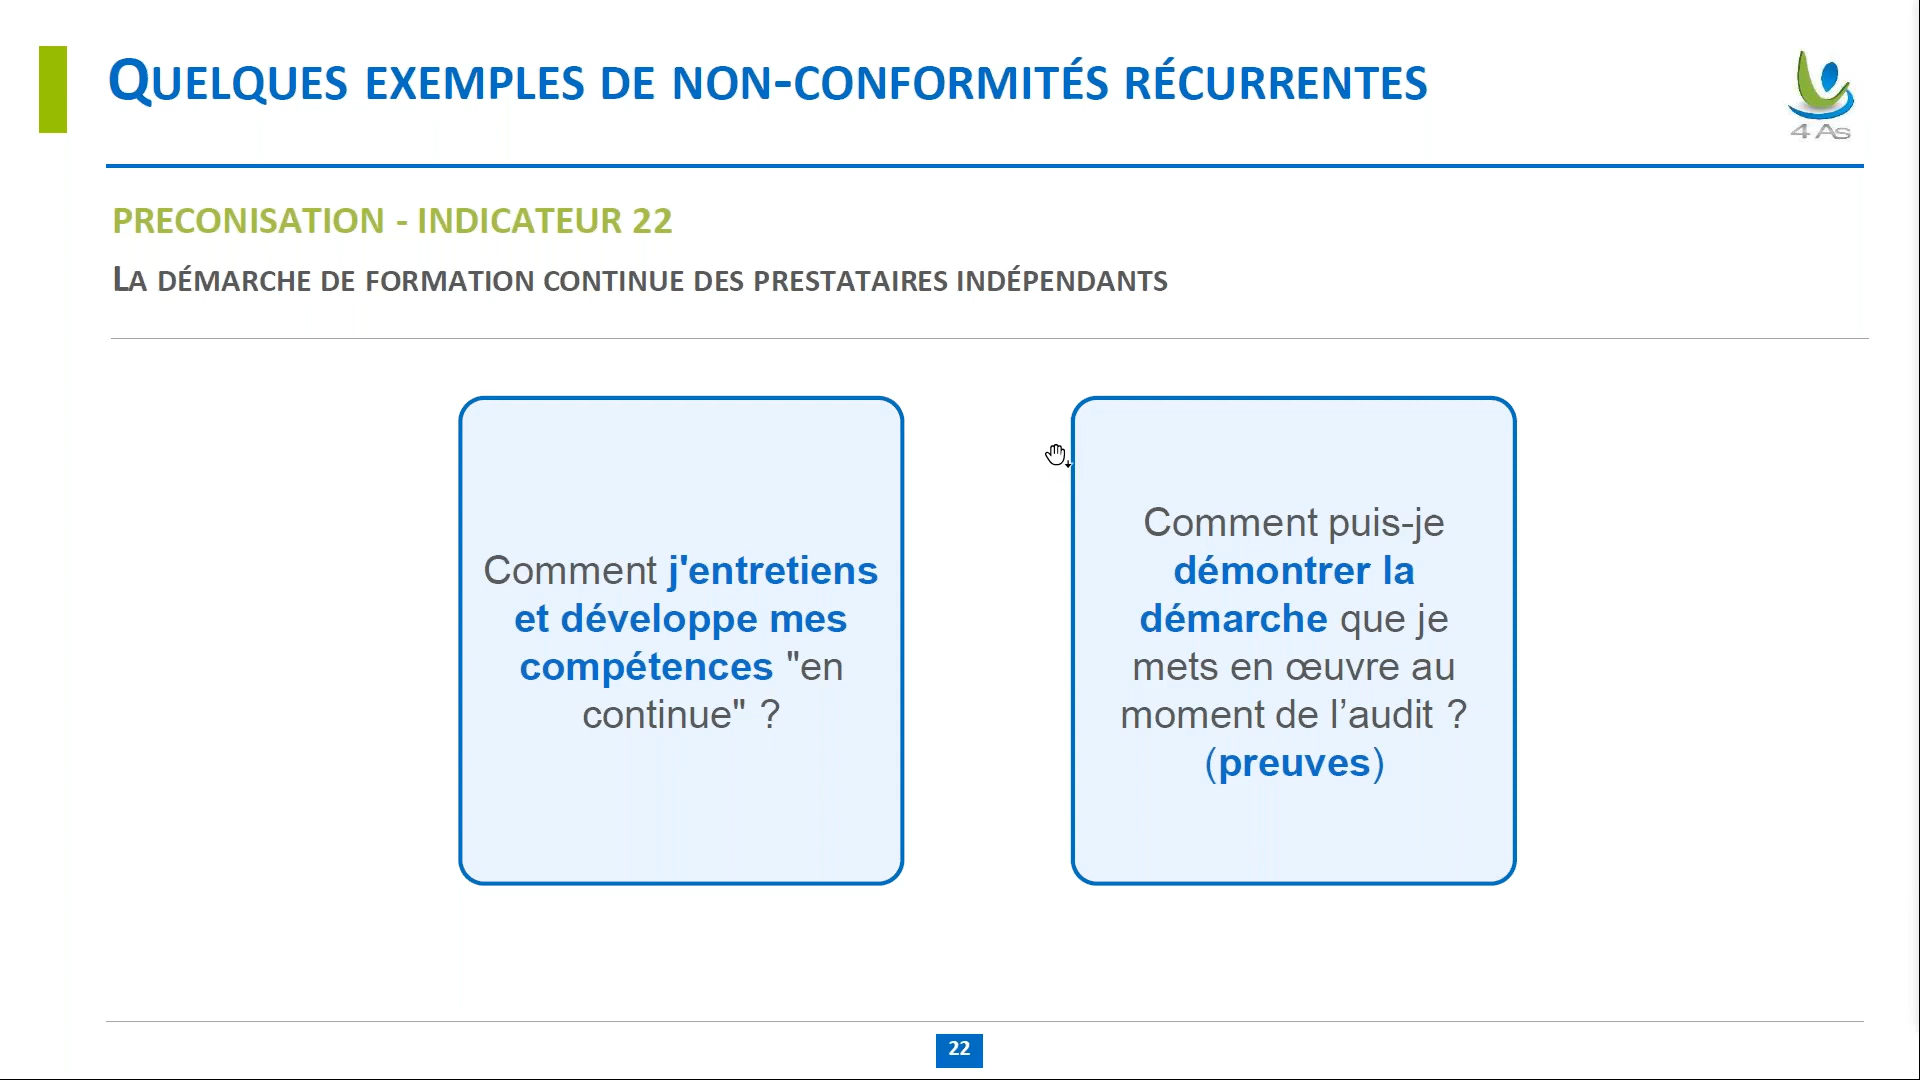 QUELQUES EXEMPLES DE NON-CONFORMITÉS RÉCURRENTES
4 As
PRECONISATION - INDICATEUR 22
LA DÉMARCHE DE FORMATION CONTINUE DES PRESTATAIRES INDÉPENDANTS
Comment j'entretiens
et développe mes
compétences "en
continue" ?
Comment puis-je
démontrer la
démarche que je
mets en œuvre au
moment de l’audit ?
(preuves)
22